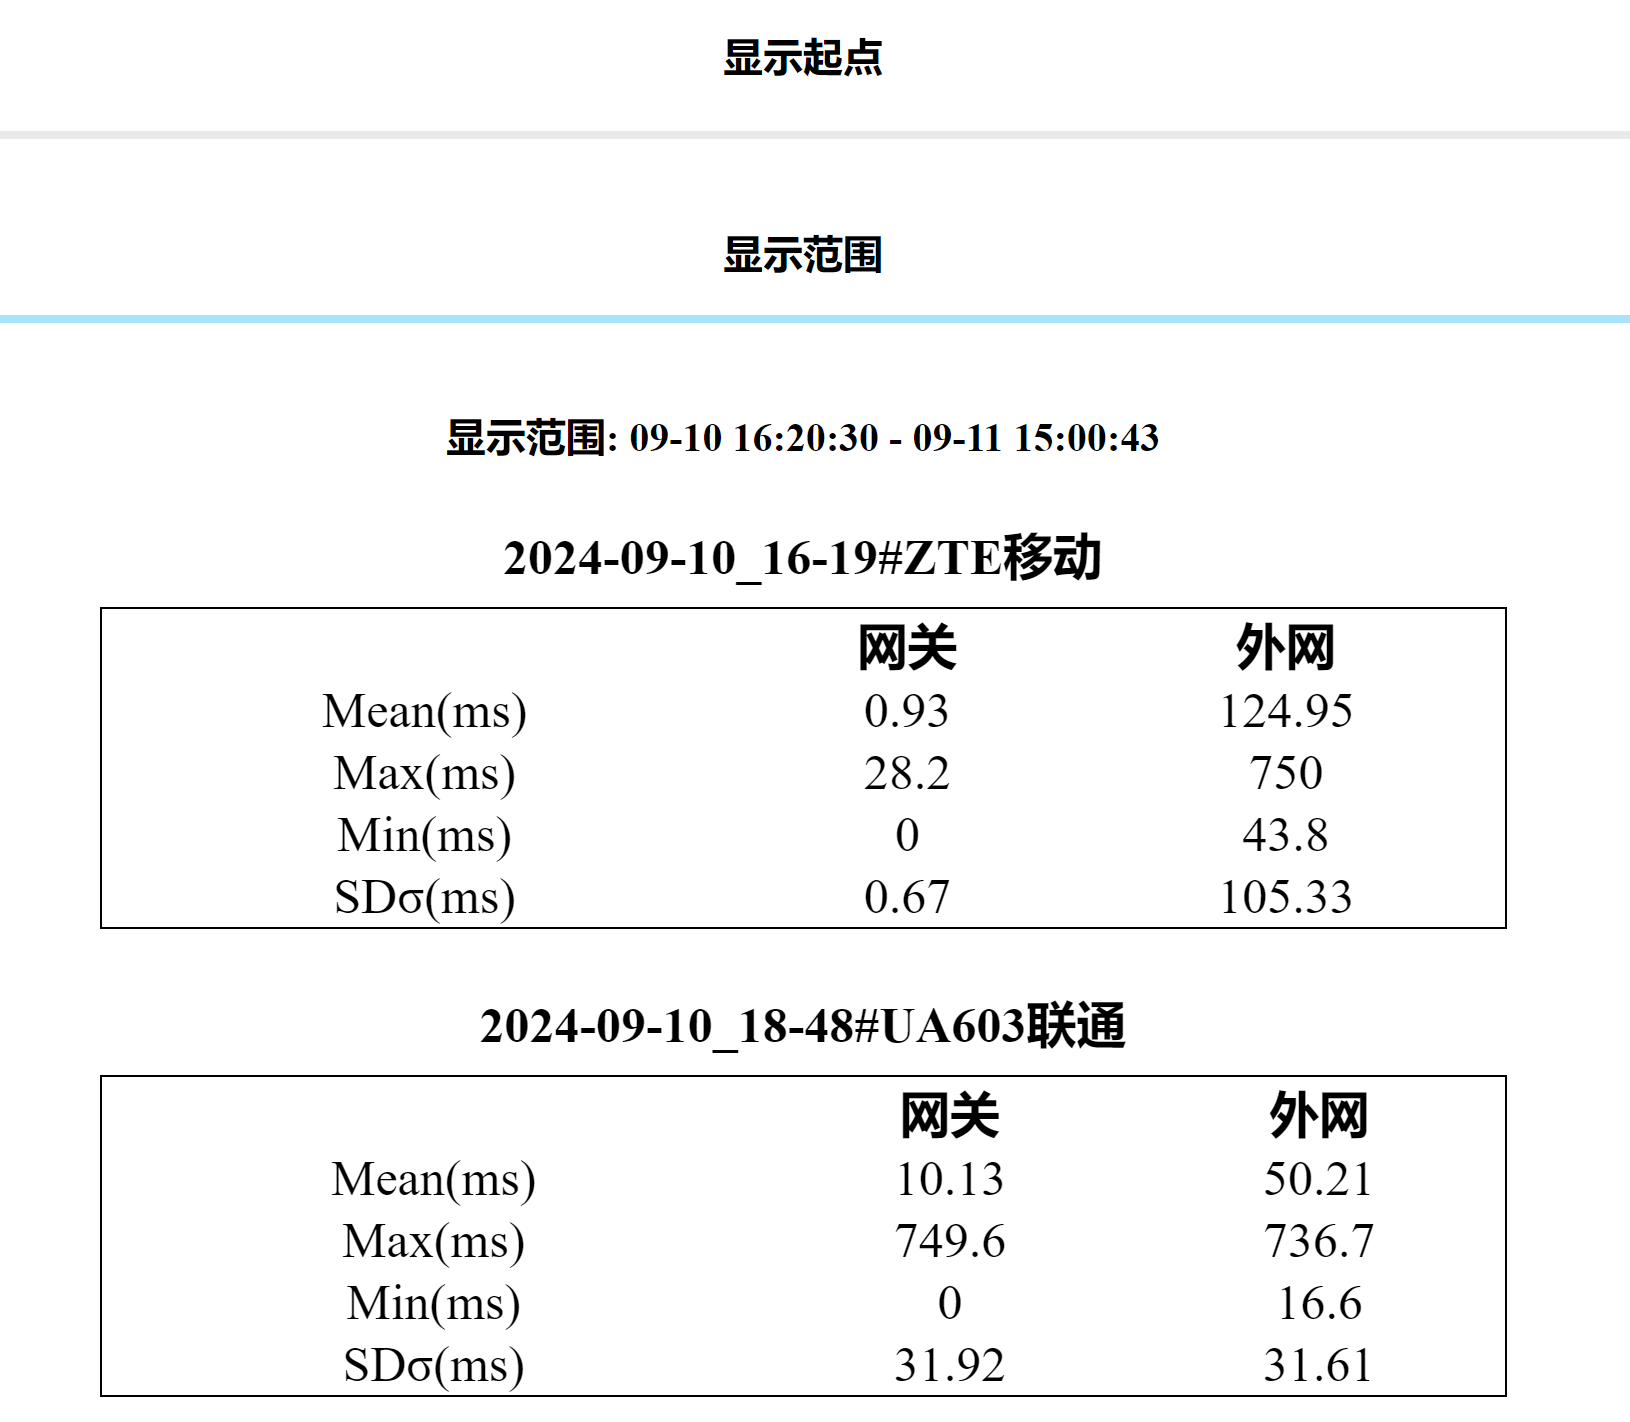 显示起点
显示范围
显示范围: 09-10 16:20:30 - 09-11 15:00:43
2024-09-10_16-19#ZTE移动
网关 外网
Mean(ms) 0.93 124.95
Max(ms) 28.2 750
Min(ms) 0 43.8
SDσ(ms) 0.67 105.33
2024-09-10_18-48#UA603联通
网关 外网
Mean(ms) 10.13 50.21
Max(ms) 749.6 736.7
Min(ms) 0 16.6
SDσ(ms) 31.92 31.61